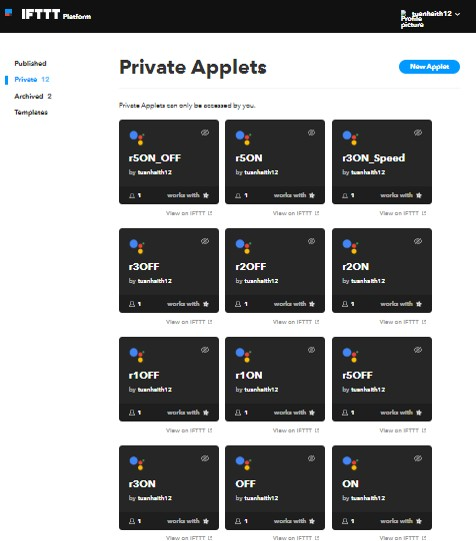 IFTTT Platform
Profile picture tuanhaith12
Published
Private 12
Archived 2
Templates
Private Applets
New Applet
Private Applets can only be accessed by you.
r5ON_OFF
by tuanhaith12
1 works with
View on IFTTT
r5ON
by tuanhaith12
1 works with
View on IFTTT
r3ON_Speed
by tuanhaith12
1 works with
View on IFTTT
r3OFF
by tuanhaith12
1 works with
View on IFTTT
r2OFF
by tuanhaith12
1 works with
View on IFTTT
r2ON
by tuanhaith12
1 works with
View on IFTTT
r1OFF
by tuanhaith12
1 works with
View on IFTTT
r1ON
by tuanhaith12
1 works with
View on IFTTT
r5OFF
by tuanhaith12
1 works with
View on IFTTT
r3ON
by tuanhaith12
1 works with
View on IFTTT
OFF
by tuanhaith12
1 works with
View on IFTTT
ON
by tuanhaith12
1 works with
View on IFTTT